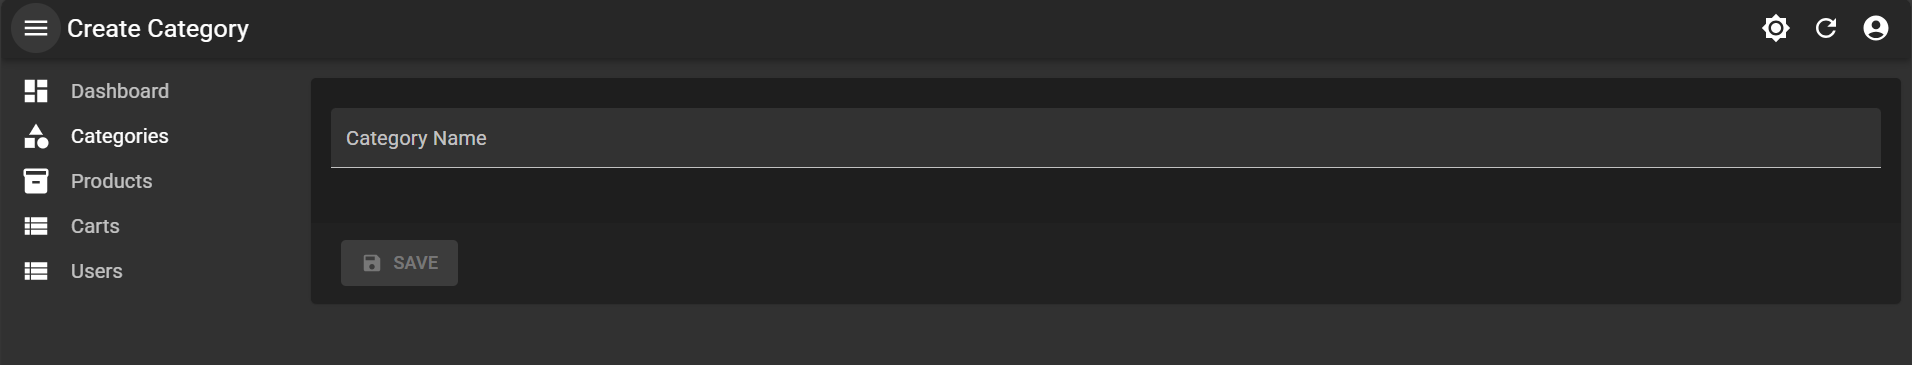 Create Category
Dashboard
Categories
Products
Carts
Users
Category Name
SAVE